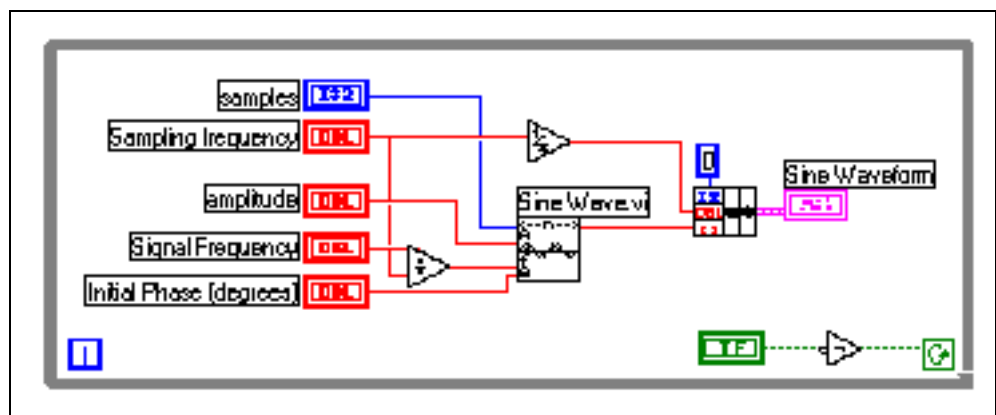 samples
I32
Sampling frequency
DBL
amplitude
DBL
Signal Frequency
DBL
Initial Phase (degrees)
DBL
Sine Wave.vi
0
Sine Waveform
TF